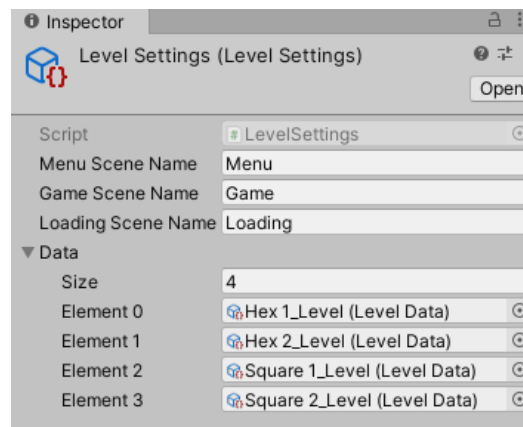 Inspector
Level Settings (Level Settings)
Open
Script LevelSettings
Menu Scene Name Menu
Game Scene Name Game
Loading Scene Name Loading
Data
Size 4
Element 0 Hex 1_Level (Level Data)
Element 1 Hex 2_Level (Level Data)
Element 2 Square 1_Level (Level Data)
Element 3 Square 2_Level (Level Data)